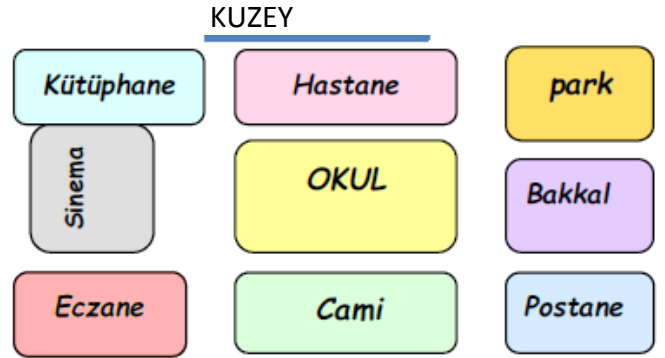 KUZEY
Kütüphane
Hastane
park
Sinema
OKUL
Bakkal
Eczane
Cami
Postane